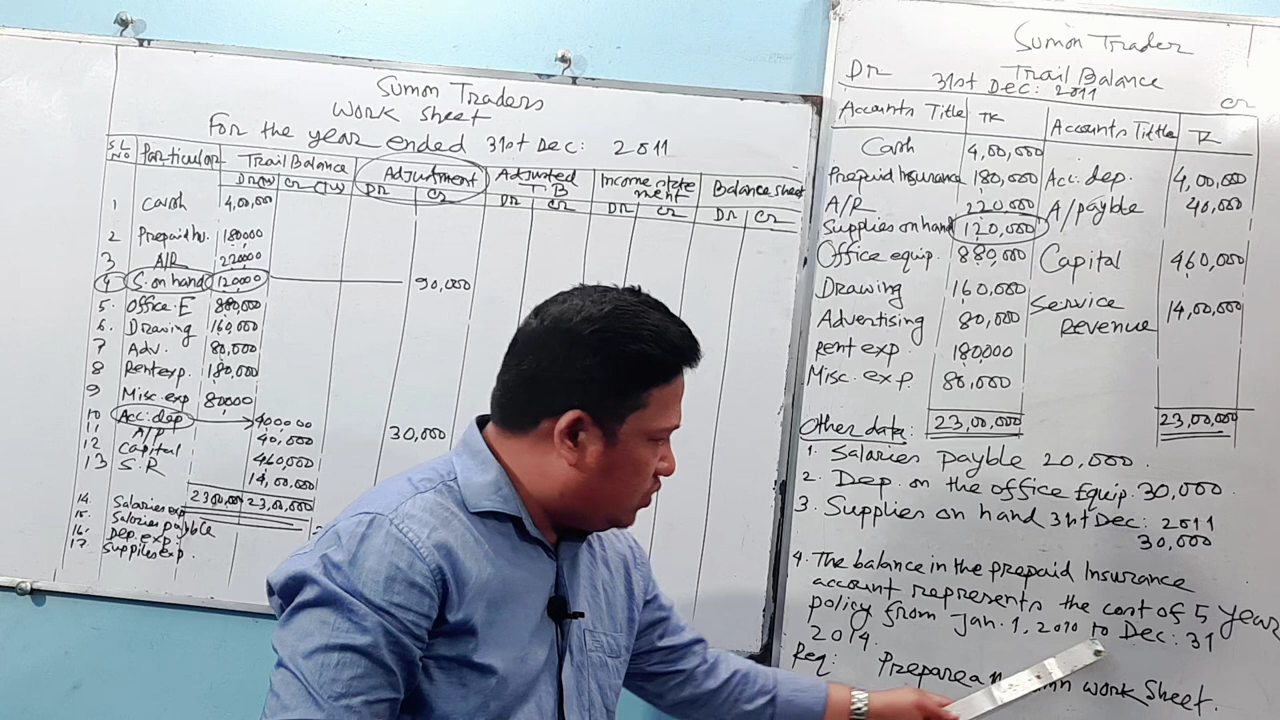 Sumon Traders
Work Sheet
For the year ended 31st Dec: 2011
S.L No
Particular
Trail Balance
Adjustment
Adjusted T.B
Income statement
Balance sheet
DR(tk) CR(tk) DR CR DR CR DR CR DR CR
1 Cash 4,00,000
2 Prepaid In. 180000
3 A/R 220000
4 S. on hand 120000 90,000
5. Office. E 880,000
6. Drawing 160,000
7 Adv. 80,000
8 Rent exp. 180,000
9 Misc. exp 80000
10 Acc: dep 400000
11 A/P 40,000 30,000
12 Capital 460,000
13 S.R 14,00,000
2300,000 23,00,000
14. Salaries exp
15. Salaries payble
16. Dep. exp.
17. Supplies exp.
Sumon Trader
Trail Balance
31st Dec: 2011
DR
CR
Accounts Title TK Accounts Tittle TK
Cash 4,00,000
Prepaid Insurance 180,000 Acc. dep. 4,00,000
A/R 220000 A/payble 40,000
Supplies on hand 120,000
Office equip. 880,000 Capital 460,000
Drawing 160,000 Service
Advertising 80,000 Revenue 14,00,000
Rent exp. 180,000
Misc. exp. 80,000
23,00,000 23,00,000
Other data:
1. Salaries payble 20,000.
2. Dep. on the office Equip. 30,000.
3. Supplies on hand 31st Dec: 2011
30,000
4. The balance in the prepaid Insurance
account represents the cost of 5 year
policy from Jan. 1, 2010 to Dec: 31
2014.
Req: Prepare a work Sheet.